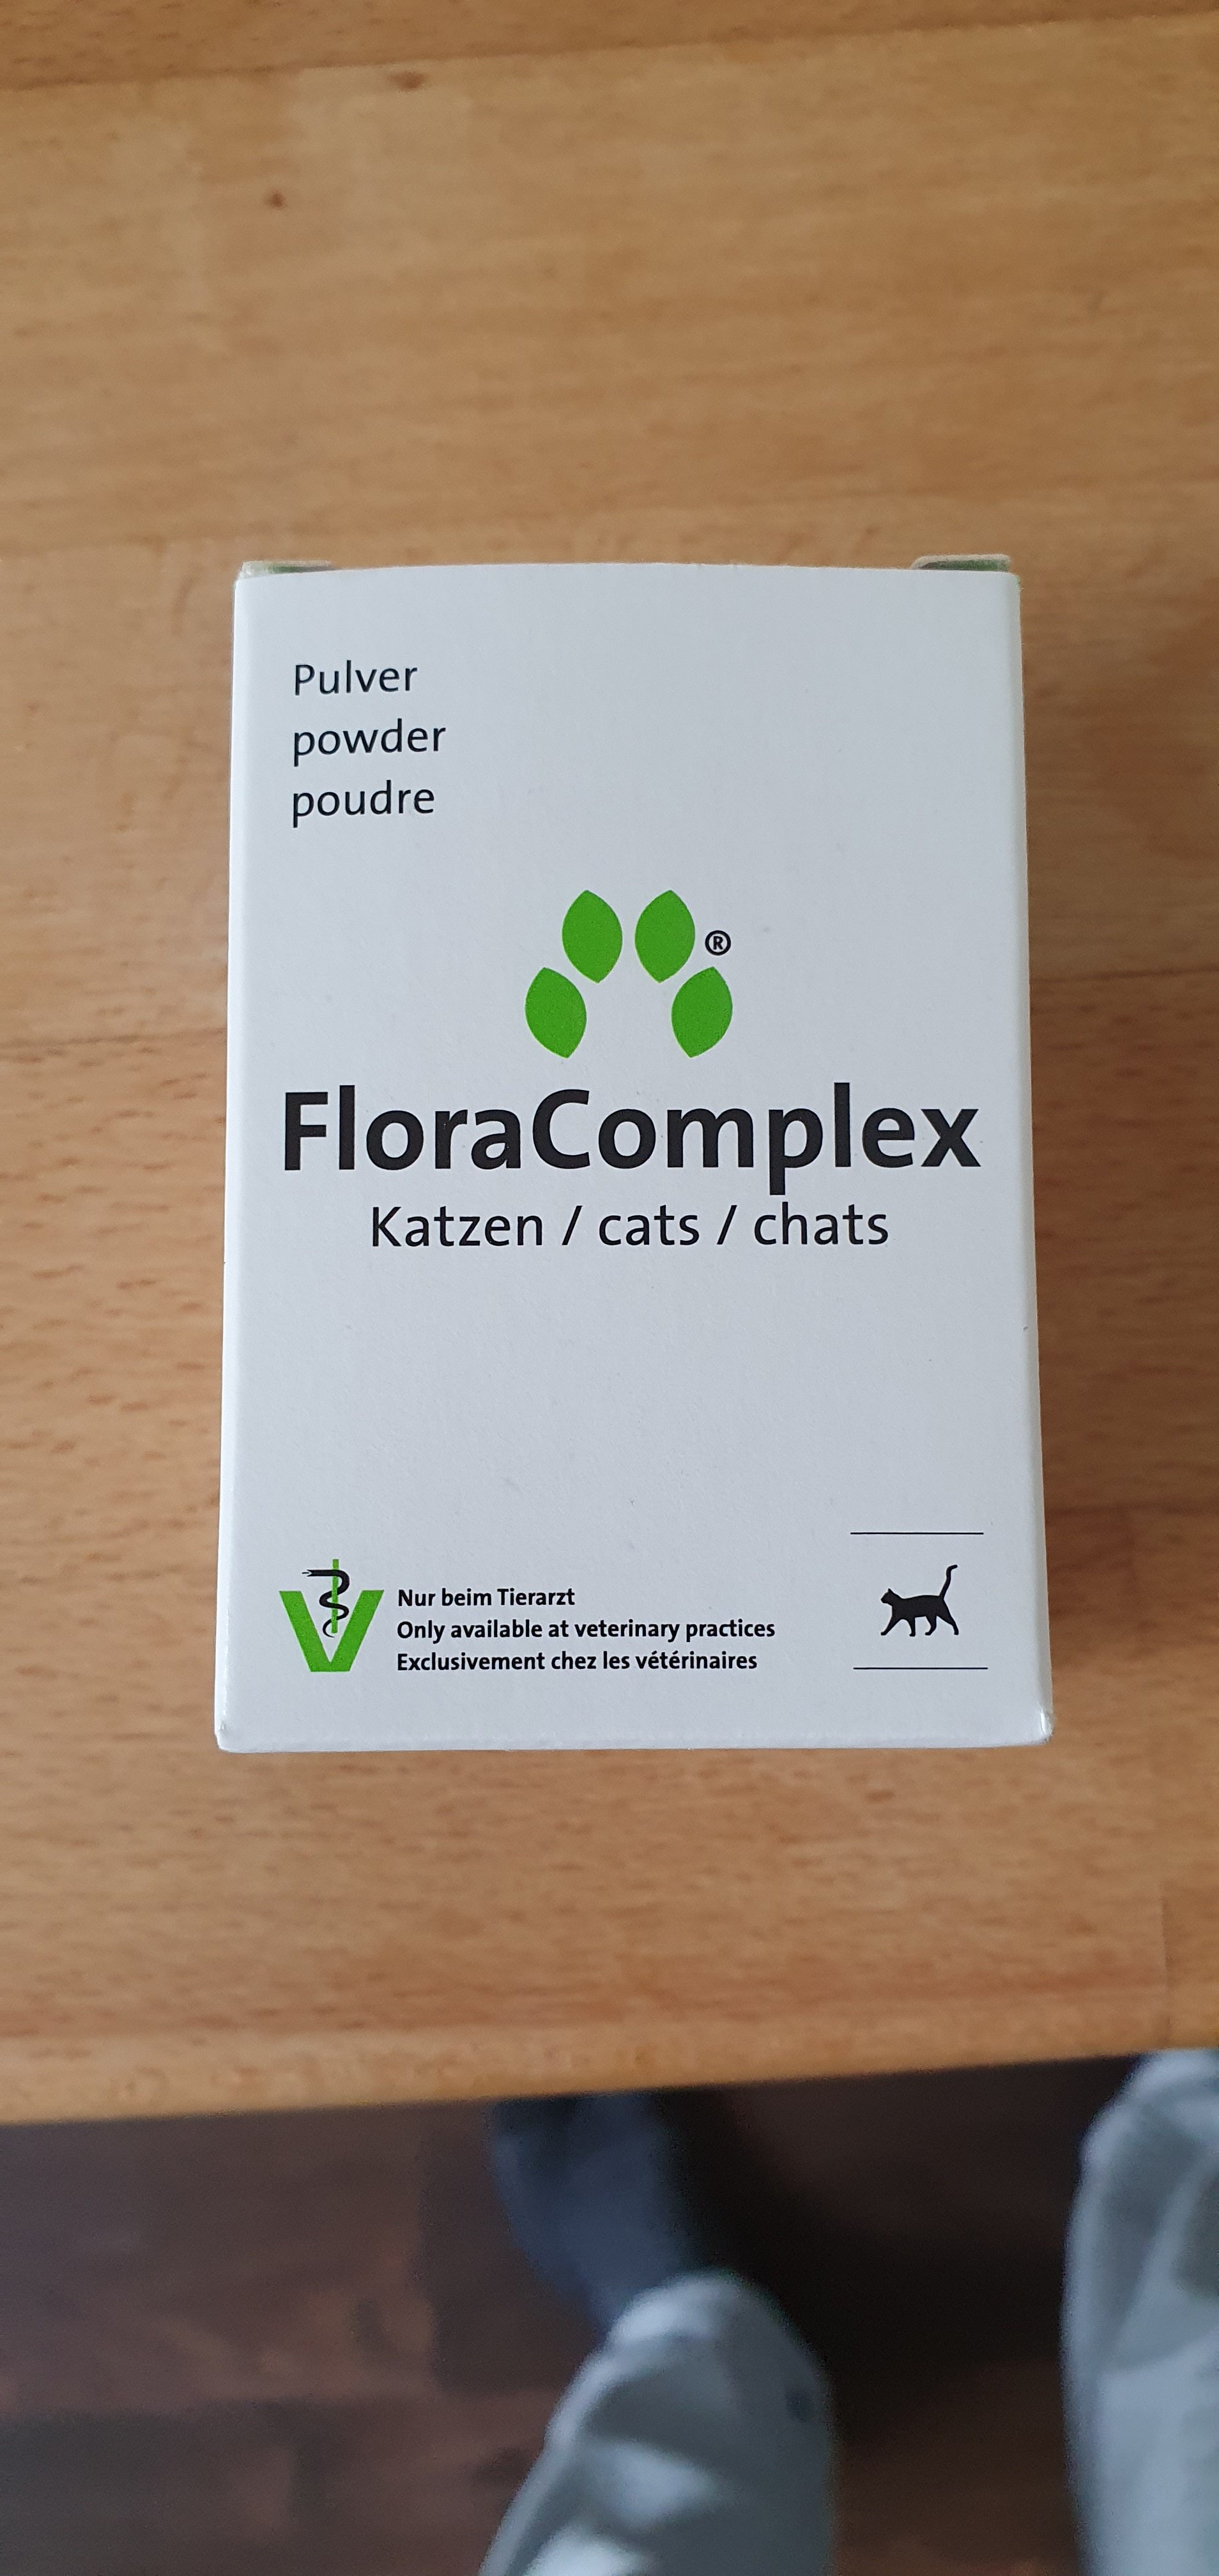 Pulver
powder
poudre
®
FloraComplex
Katzen / cats / chats
V
Nur beim Tierarzt
Only available at veterinary practices
Exclusivement chez les vétérinaires